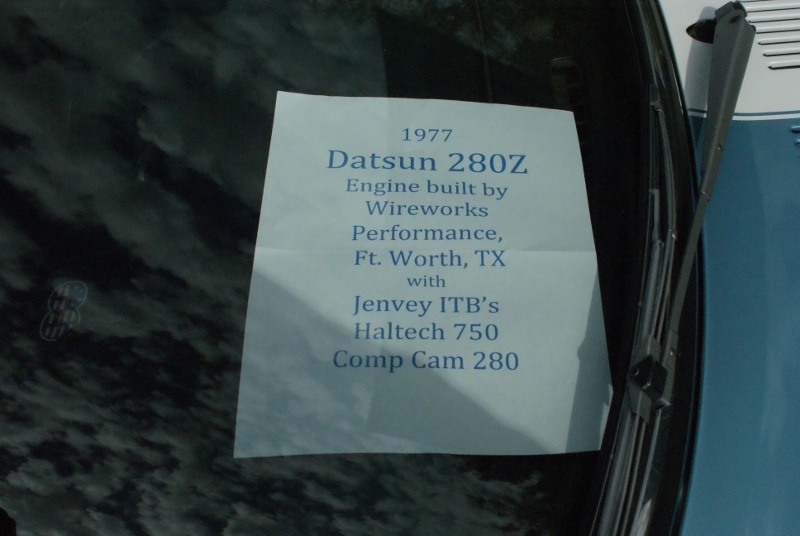 1977
Datsun 280Z
Engine built by
Wireworks
Performance,
Ft. Worth, TX
with
Jenvey ITB's
Haltech 750
Comp Cam 280